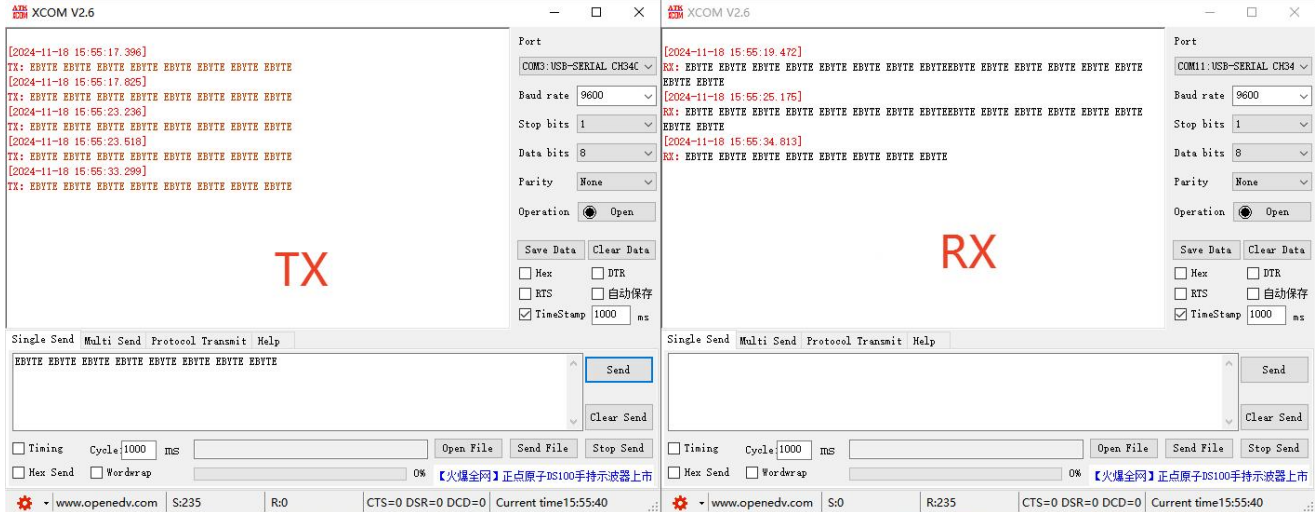 XCOM V2.6
[2024-11-18 15:55:17.396]
TX: EBYTE EBYTE EBYTE EBYTE EBYTE EBYTE EBYTE EBYTE
[2024-11-18 15:55:17.825]
TX: EBYTE EBYTE EBYTE EBYTE EBYTE EBYTE EBYTE EBYTE
[2024-11-18 15:55:23.236]
TX: EBYTE EBYTE EBYTE EBYTE EBYTE EBYTE EBYTE EBYTE
[2024-11-18 15:55:23.518]
TX: EBYTE EBYTE EBYTE EBYTE EBYTE EBYTE EBYTE EBYTE
[2024-11-18 15:55:33.299]
TX: EBYTE EBYTE EBYTE EBYTE EBYTE EBYTE EBYTE EBYTE
TX
Port
COM3:USB-SERIAL CH34C
Baud rate 9600
Stop bits 1
Data bits 8
Parity None
Operation Open
Save Data Clear Data
Hex DTR
RTS 自动保存
TimeStamp 1000 ms
Single Send Multi Send Protocol Transmit Help
EBYTE EBYTE EBYTE EBYTE EBYTE EBYTE EBYTE EBYTE
Send
Clear Send
Timing Cycle: 1000 ms Open File Send File Stop Send
Hex Send Wordwrap 0% 【火爆全网】正点原子DS100手持示波器上市
www.openedv.com S:235 R:0 CTS=0 DSR=0 DCD=0 Current time15:55:40
XCOM V2.6
[2024-11-18 15:55:19.472]
RX: EBYTE EBYTE EBYTE EBYTE EBYTE EBYTE EBYTE EBYTEEBYTE EBYTE EBYTE EBYTE EBYTE EBYTE
EBYTE EBYTE
[2024-11-18 15:55:25.175]
RX: EBYTE EBYTE EBYTE EBYTE EBYTE EBYTE EBYTE EBYTEEBYTE EBYTE EBYTE EBYTE EBYTE EBYTE
EBYTE EBYTE
[2024-11-18 15:55:34.813]
RX: EBYTE EBYTE EBYTE EBYTE EBYTE EBYTE EBYTE EBYTE
RX
Port
COM11:USB-SERIAL CH34
Baud rate 9600
Stop bits 1
Data bits 8
Parity None
Operation Open
Save Data Clear Data
Hex DTR
RTS 自动保存
TimeStamp 1000 ms
Single Send Multi Send Protocol Transmit Help
Send
Clear Send
Timing Cycle: 1000 ms Open File Send File Stop Send
Hex Send Wordwrap 0% 【火爆全网】正点原子DS100手持示波器上市
www.openedv.com S:0 R:235 CTS=0 DSR=0 DCD=0 Current time15:55:40